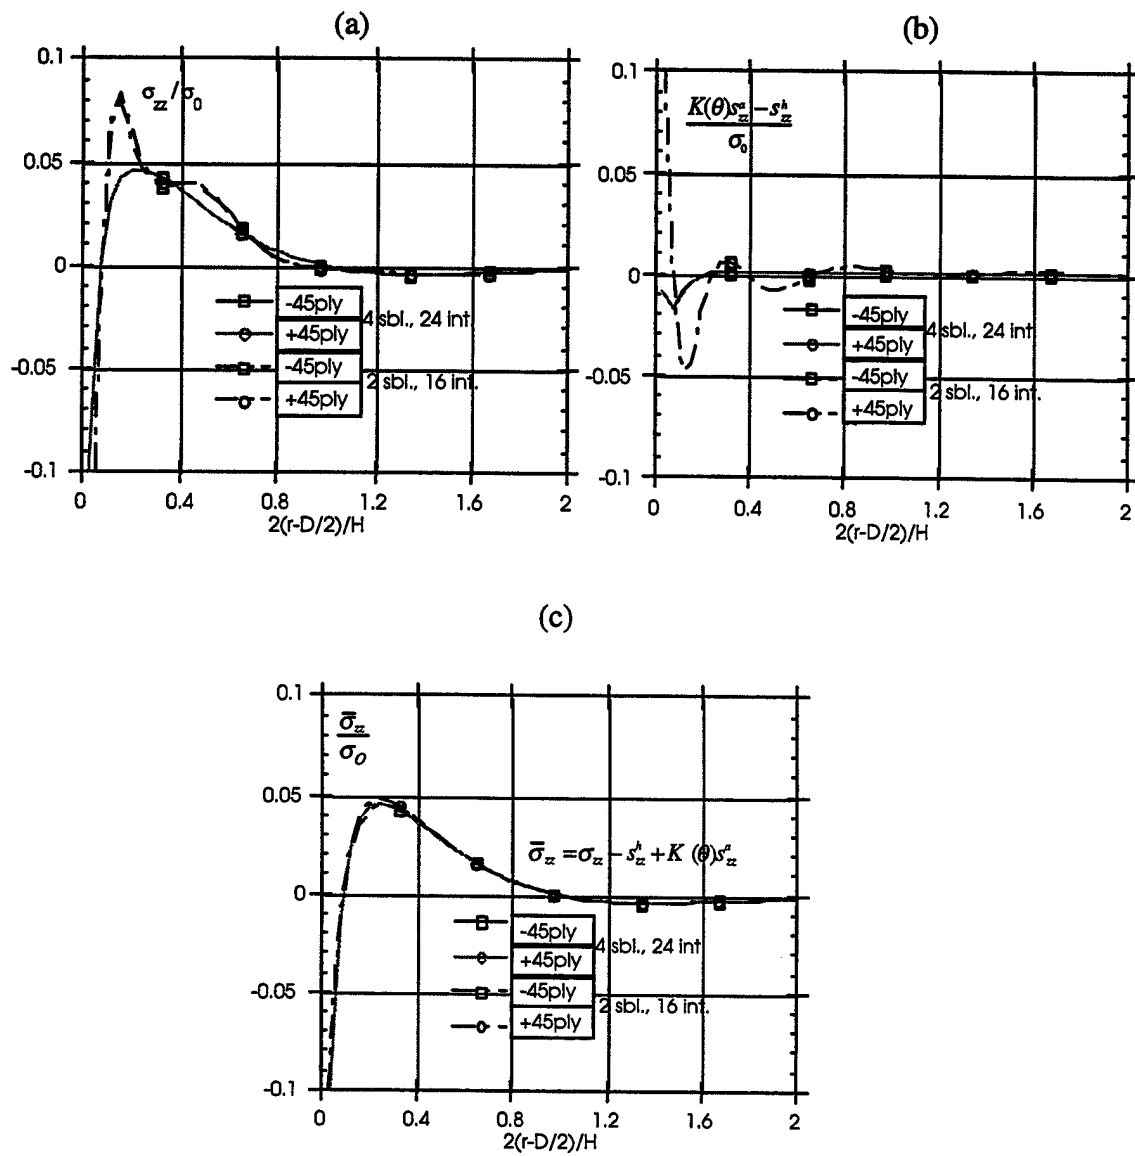 (a)
0.1
0.05
0
-0.05
-0.1
σzz/σ0
-45ply
+45ply
4 sbl., 24 int
-45ply
+45ply
2 sbl., 16 int.
0 0.4 0.8 1.2 1.6 2
2(r-D/2)/H
(b)
0.1
0.05
0
-0.05
-0.1
K(θ)s^a_zz – s^h_zz
σ0
-45ply
+45ply
4 sbl., 24 int
-45ply
+45ply
2 sbl., 16 int.
0 0.4 0.8 1.2 1.6 2
2(r-D/2)/H
(c)
0.1
0.05
0
-0.05
-0.1
σ̅zz
σO
σ̅zz = σzz – s^h_zz + K (θ)s^a_zz
-45ply
+45ply
4 sbl., 24 int
-45ply
+45ply
2 sbl., 16 int.
0 0.4 0.8 1.2 1.6 2
2(r-D/2)/H